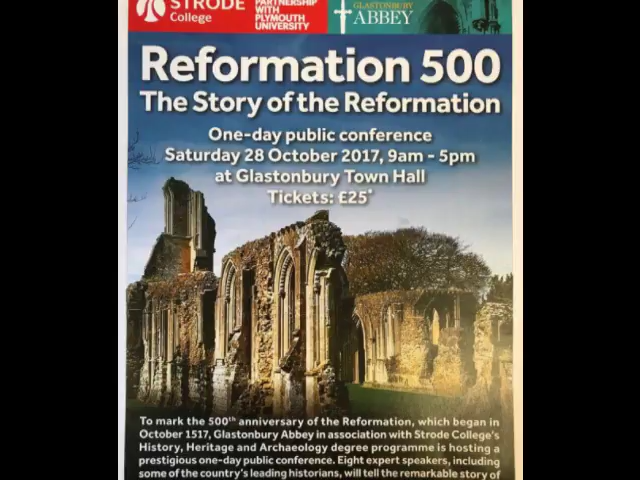 STRODE
College
PARTNERSHIP
WITH
PLYMOUTH
UNIVERSITY
GLASTONBURY
ABBEY
Reformation 500
The Story of the Reformation
One-day public conference
Saturday 28 October 2017, 9am - 5pm
at Glastonbury Town Hall
Tickets: £25*
To mark the 500th anniversary of the Reformation, which began in
October 1517, Glastonbury Abbey in association with Strode College's
History, Heritage and Archaeology degree programme is hosting a
prestigious one-day public conference. Eight expert speakers, including
some of the country's leading historians, will tell the remarkable story of